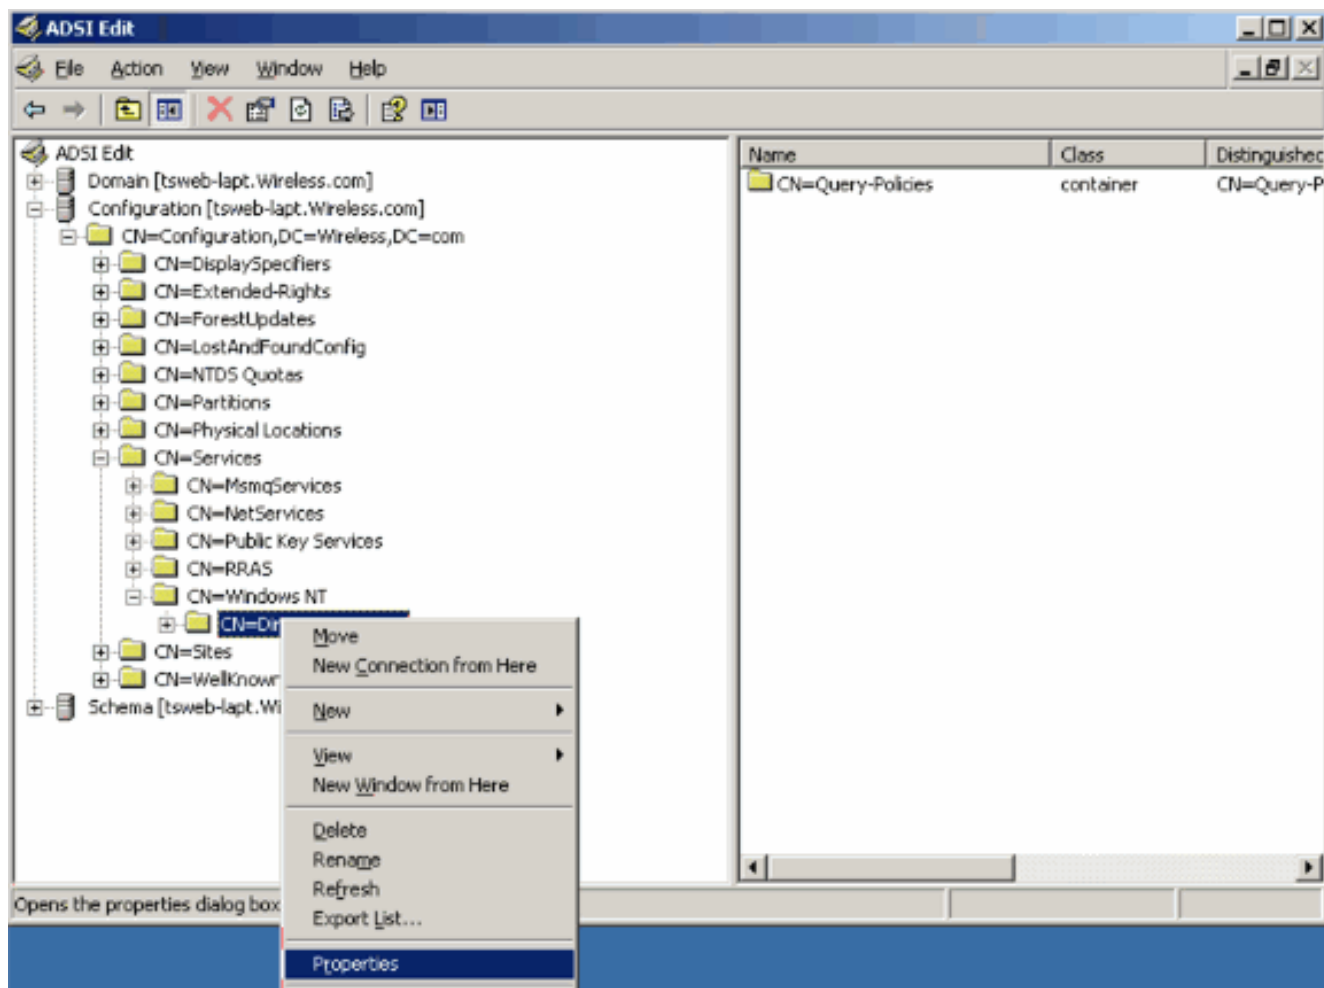 ADSI Edit
File Action View Window Help
ADSI Edit
Domain [tsweb-lapt.Wireless.com]
Configuration [tsweb-lapt.Wireless.com]
CN=Configuration,DC=Wireless,DC=com
CN=DisplaySpecifiers
CN=Extended-Rights
CN=ForestUpdates
CN=LostAndFoundConfig
CN=NTDS Quotas
CN=Partitions
CN=Physical Locations
CN=Services
CN=MsmqServices
CN=NetServices
CN=Public Key Services
CN=RRAS
CN=Windows NT
CN=Dir
CN=Sites
CN=WellKnown
Schema [tsweb-lapt.Wi
Name Class Distinguished
CN=Query-Policies container CN=Query-P
Move
New Connection from Here
New
View
New Window from Here
Delete
Rename
Refresh
Export List...
Properties
Opens the properties dialog box